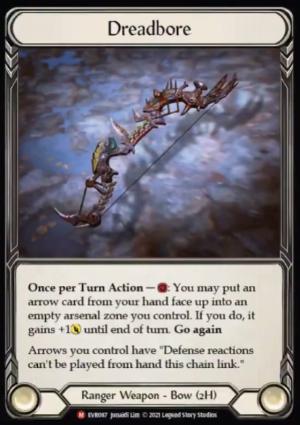 Dreadbore
Once per Turn Action — : You may put an
arrow card from your hand face up into an
empty arsenal zone you control. If you do, it
gains +1 until end of turn. Go again
Arrows you control have "Defense reactions
can't be played from hand this chain link."
Ranger Weapon - Bow (2H)
M EVR087 Jussidi Lim © 2021 Legend Story Studios